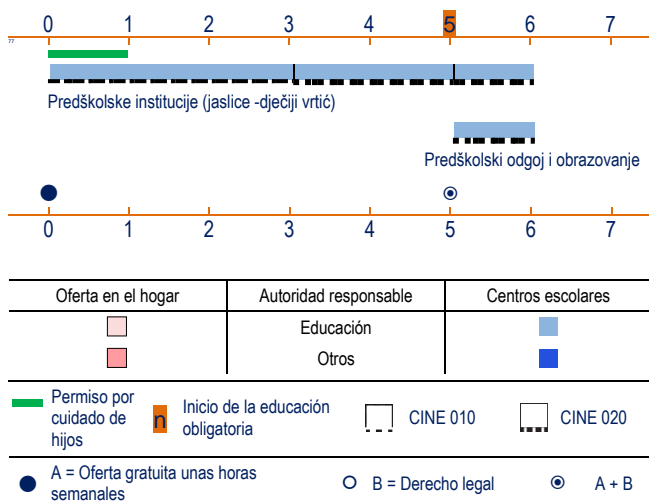 0 1 2 3 4 5 6 7
77
Predškolske institucije (jaslice -dječiji vrtić)
Predškolski odgoj i obrazovanje
0 1 2 3 4 5 6 7
Oferta en el hogar Autoridad responsable Centros escolares
Educación
Otros
Permiso por
cuidado de
hijos
n Inicio de la educación
obligatoria
CINE 010
CINE 020
A = Oferta gratuita unas horas
semanales
B = Derecho legal
A + B